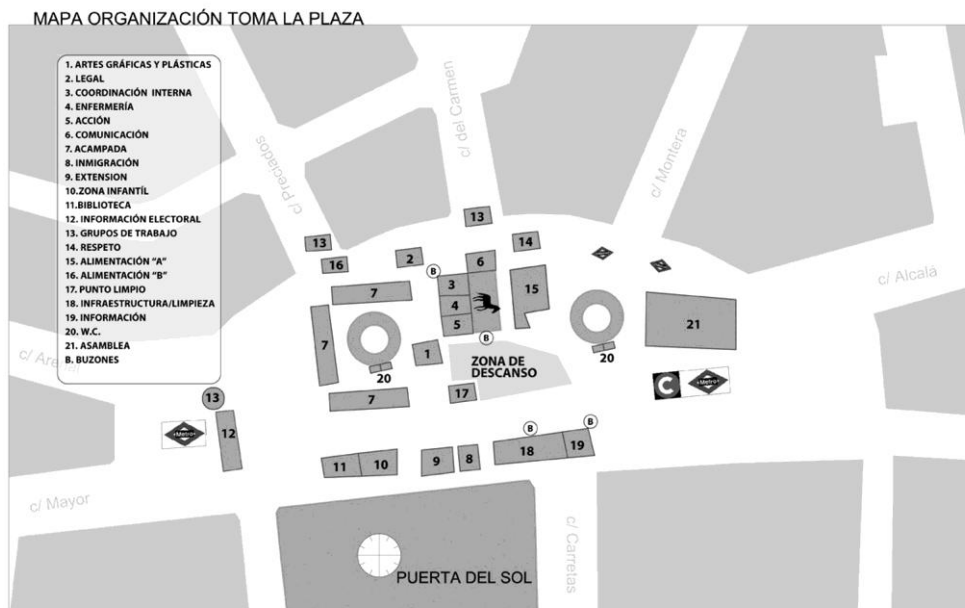 MAPA ORGANIZACIÓN TOMA LA PLAZA
1. ARTES GRÁFICAS Y PLÁSTICAS
2. LEGAL
3. COORDINACIÓN INTERNA
4. ENFERMERÍA
5. ACCIÓN
6. COMUNICACIÓN
7. ACAMPADA
8. INMIGRACIÓN
9. EXTENSION
10.ZONA INFANTÍL
11.BIBLIOTECA
12. INFORMACIÓN ELECTORAL
13. GRUPOS DE TRABAJO
14. RESPETO
15. ALIMENTACIÓN "A"
16. ALIMENTACIÓN "B"
17. PUNTO LIMPIO
18. INFRAESTRUCTURA/LIMPIEZA
19. INFORMACIÓN
20. W.C.
21. ASAMBLEA
B. BUZONES
c/ Preciados
c/ del Carmen
c/ Montera
c/ Alcalá
13
13
14
16
2
B
6
3
7
4
15
5
21
7
B
1
ZONA DE
DESCANSO
20
20
C
Metro
7
17
13
12
Metro
B
B
11
10
9
8
18
19
c/ Mayor
c/ Carretas
PUERTA DEL SOL